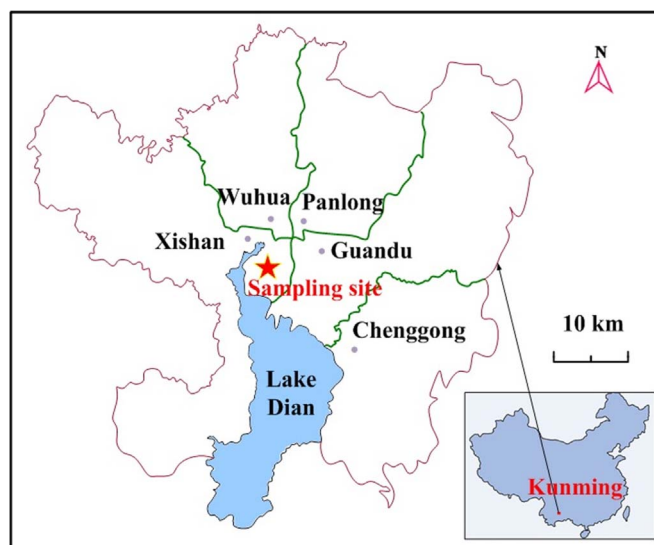 N
Wuhua
Panlong
Xishan
Guandu
Sampling site
Chenggong
10 km
Lake
Dian
Kunming